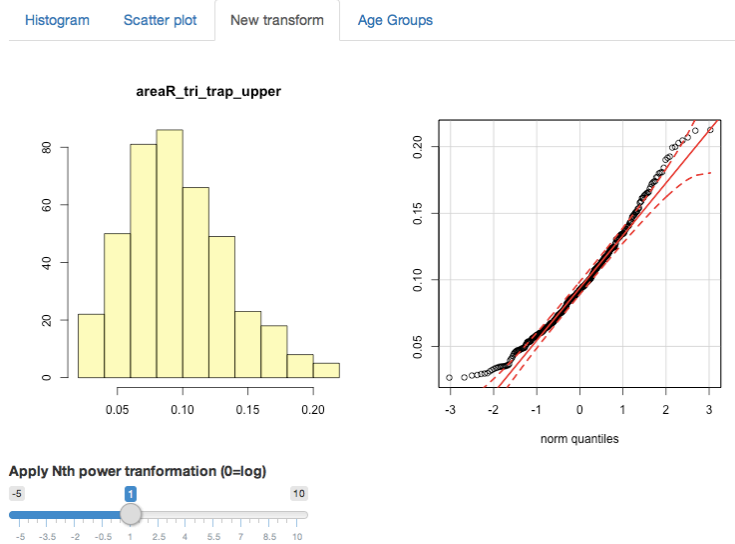 Histogram Scatter plot New transform Age Groups
areaR_tri_trap_upper
80
60
40
20
0
0.05 0.10 0.15 0.20
0.20
0.15
0.10
0.05
-3 -2 -1 0 1 2 3
norm quantiles
Apply Nth power tranformation (0=log)
-5 1 10
-5 -3.5 -2 -0.5 1 2.5 4 5.5 7 8.5 10